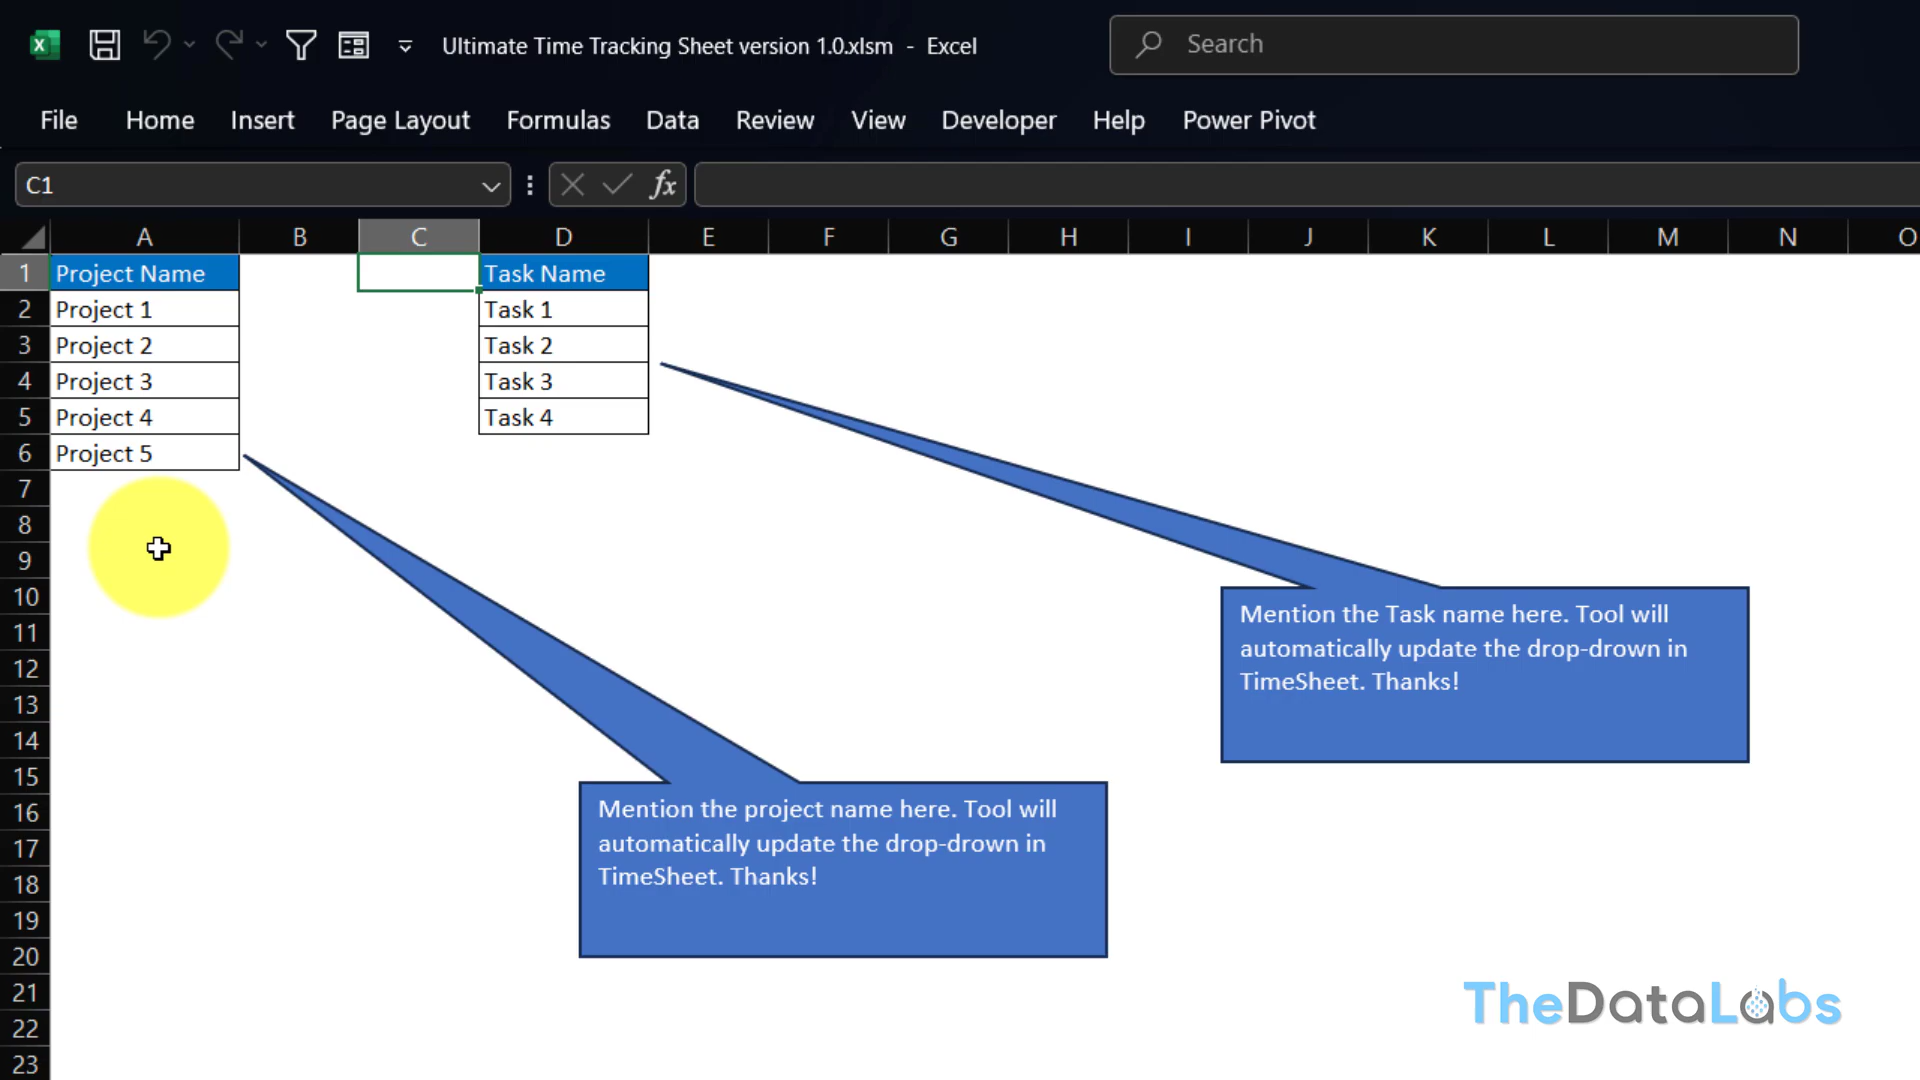 Ultimate Time Tracking Sheet version 1.0.xlsm - Excel
Search
File Home Insert Page Layout Formulas Data Review View Developer Help Power Pivot
C1
fx
A B C D E F G H I J K L M N O
1 Project Name Task Name
2 Project 1 Task 1
3 Project 2 Task 2
4 Project 3 Task 3
5 Project 4 Task 4
6 Project 5
7
8
9
10
11
12
13
14
15
16
17
18
19
20
21
22
23
Mention the Task name here. Tool will
automatically update the drop-drown in
TimeSheet. Thanks!
Mention the project name here. Tool will
automatically update the drop-drown in
TimeSheet. Thanks!
TheDataLabs